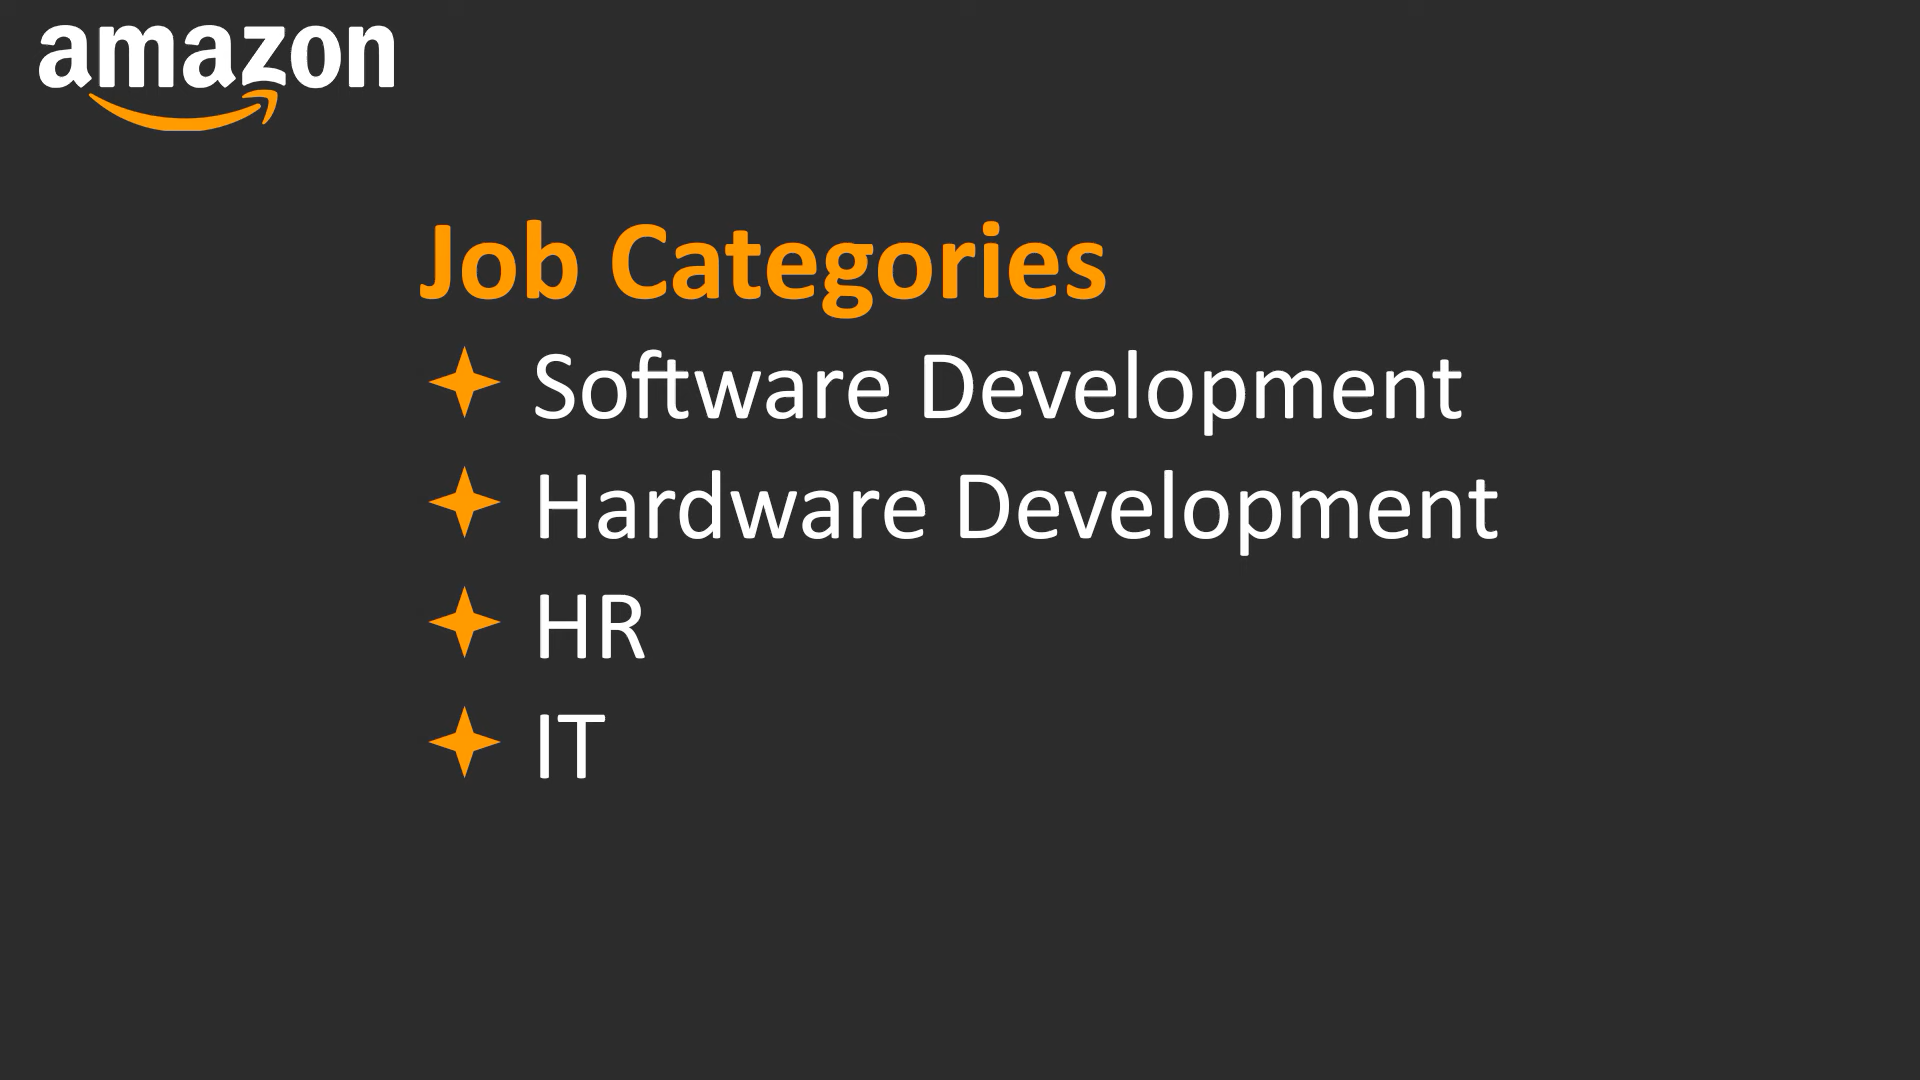 amazon
Job Categories
Software Development
Hardware Development
HR
IT